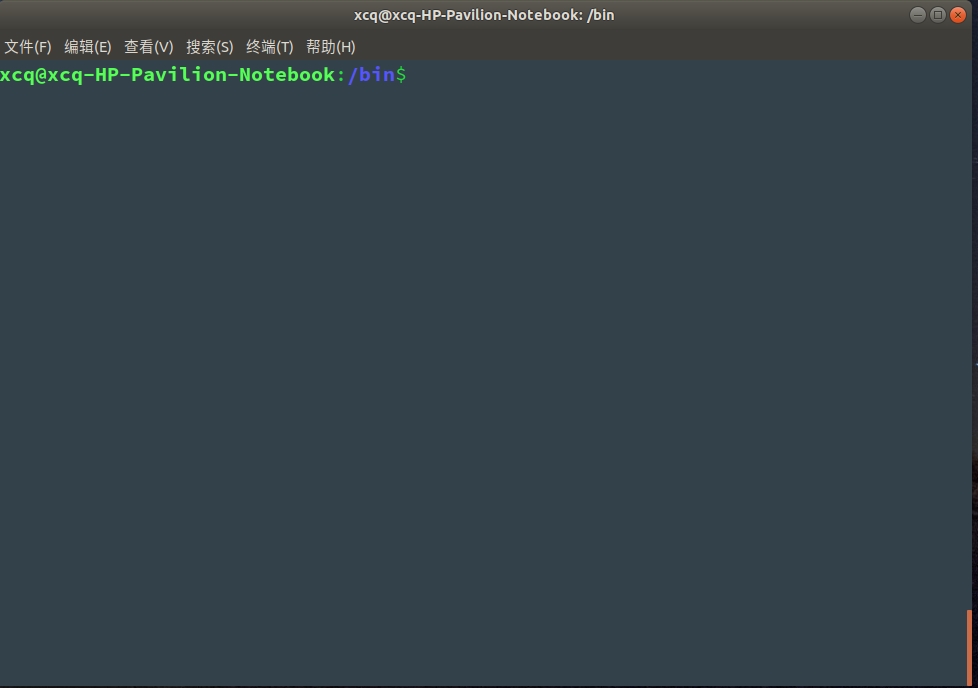 xcq@xcq-HP-Pavilion-Notebook: /bin
文件(F) 编辑(E) 查看(V) 搜索(S) 终端(T) 帮助(H)
xcq@xcq-HP-Pavilion-Notebook:/bin$